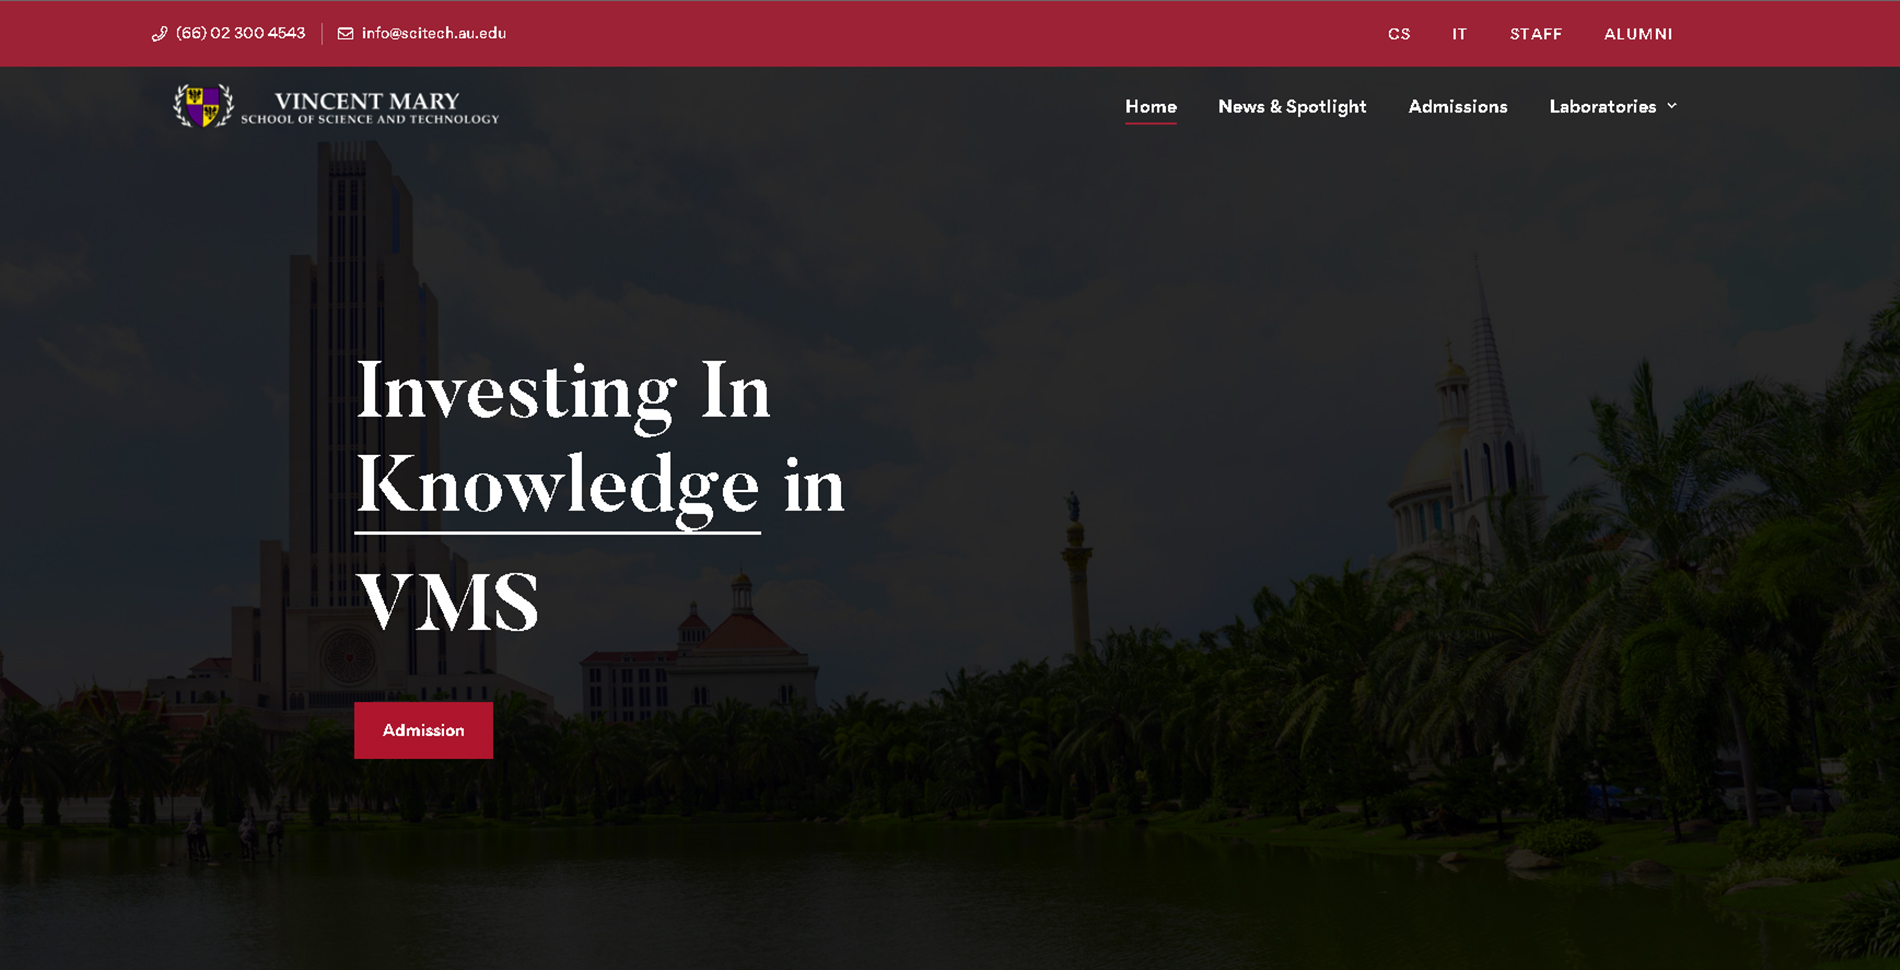 (66) 02 300 4543 info@scitech.au.edu CS IT STAFF ALUMNI
VINCENT MARY
SCHOOL OF SCIENCE AND TECHNOLOGY
Home News & Spotlight Admissions Laboratories
Investing In
Knowledge in
VMS
Admission